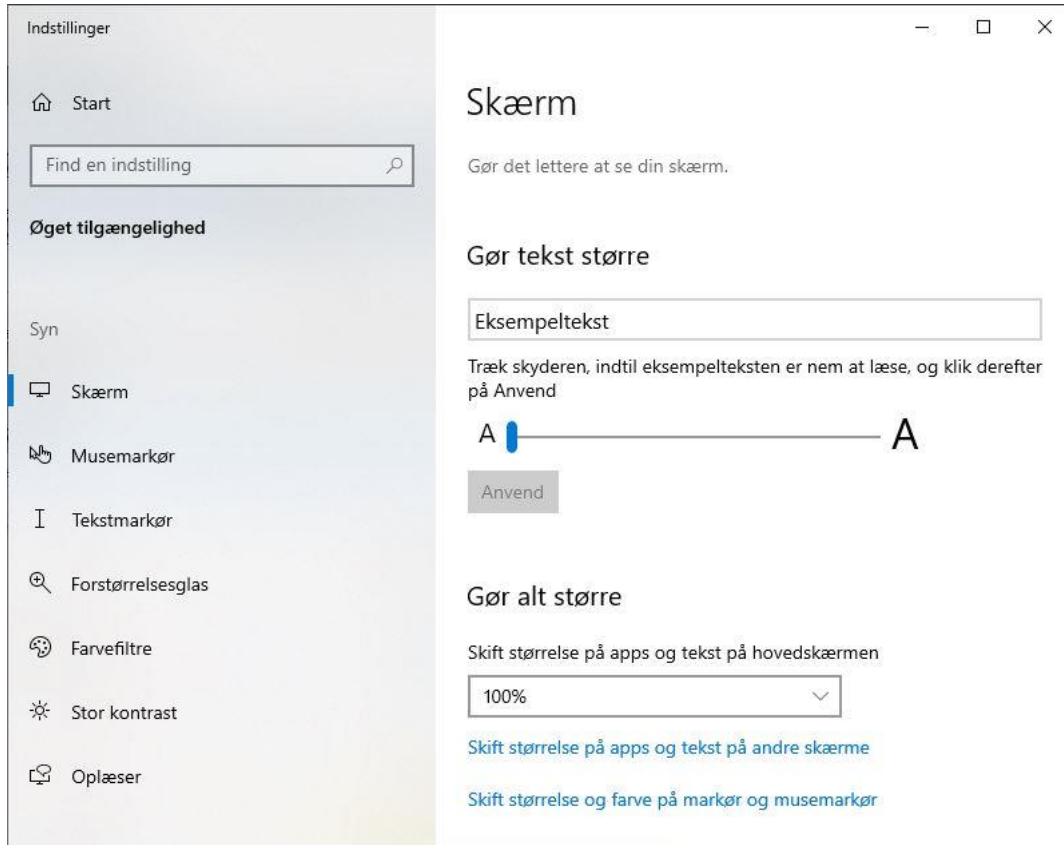 Indstillinger
Start
Find en indstilling
Øget tilgængelighed
Syn
Skærm
Musemarkør
Tekstmarkør
Forstørrelsesglas
Farvefiltre
Stor kontrast
Oplæser
Skærm
Gør det lettere at se din skærm.
Gør tekst større
Eksempeltekst
Træk skyderen, indtil eksempelteksten er nem at læse, og klik derefter
på Anvend
A A
Anvend
Gør alt større
Skift størrelse på apps og tekst på hovedskærmen
100%
Skift størrelse på apps og tekst på andre skærme
Skift størrelse og farve på markør og musemarkør